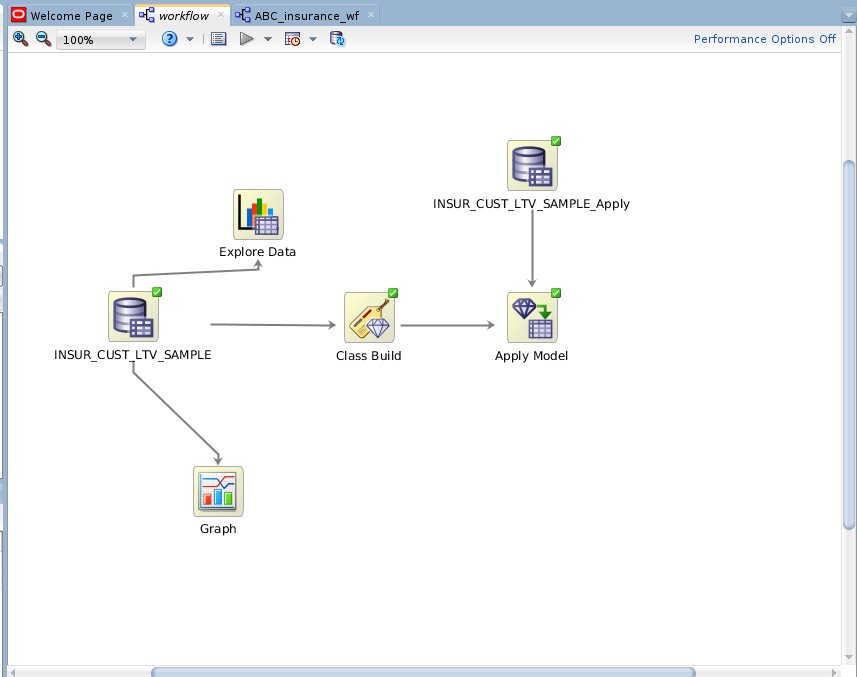 Welcome Page
workflow
ABC_insurance_wf
100%
Performance Options Off
INSUR_CUST_LTV_SAMPLE_Apply
Explore Data
INSUR_CUST_LTV_SAMPLE
Class Build
Apply Model
Graph